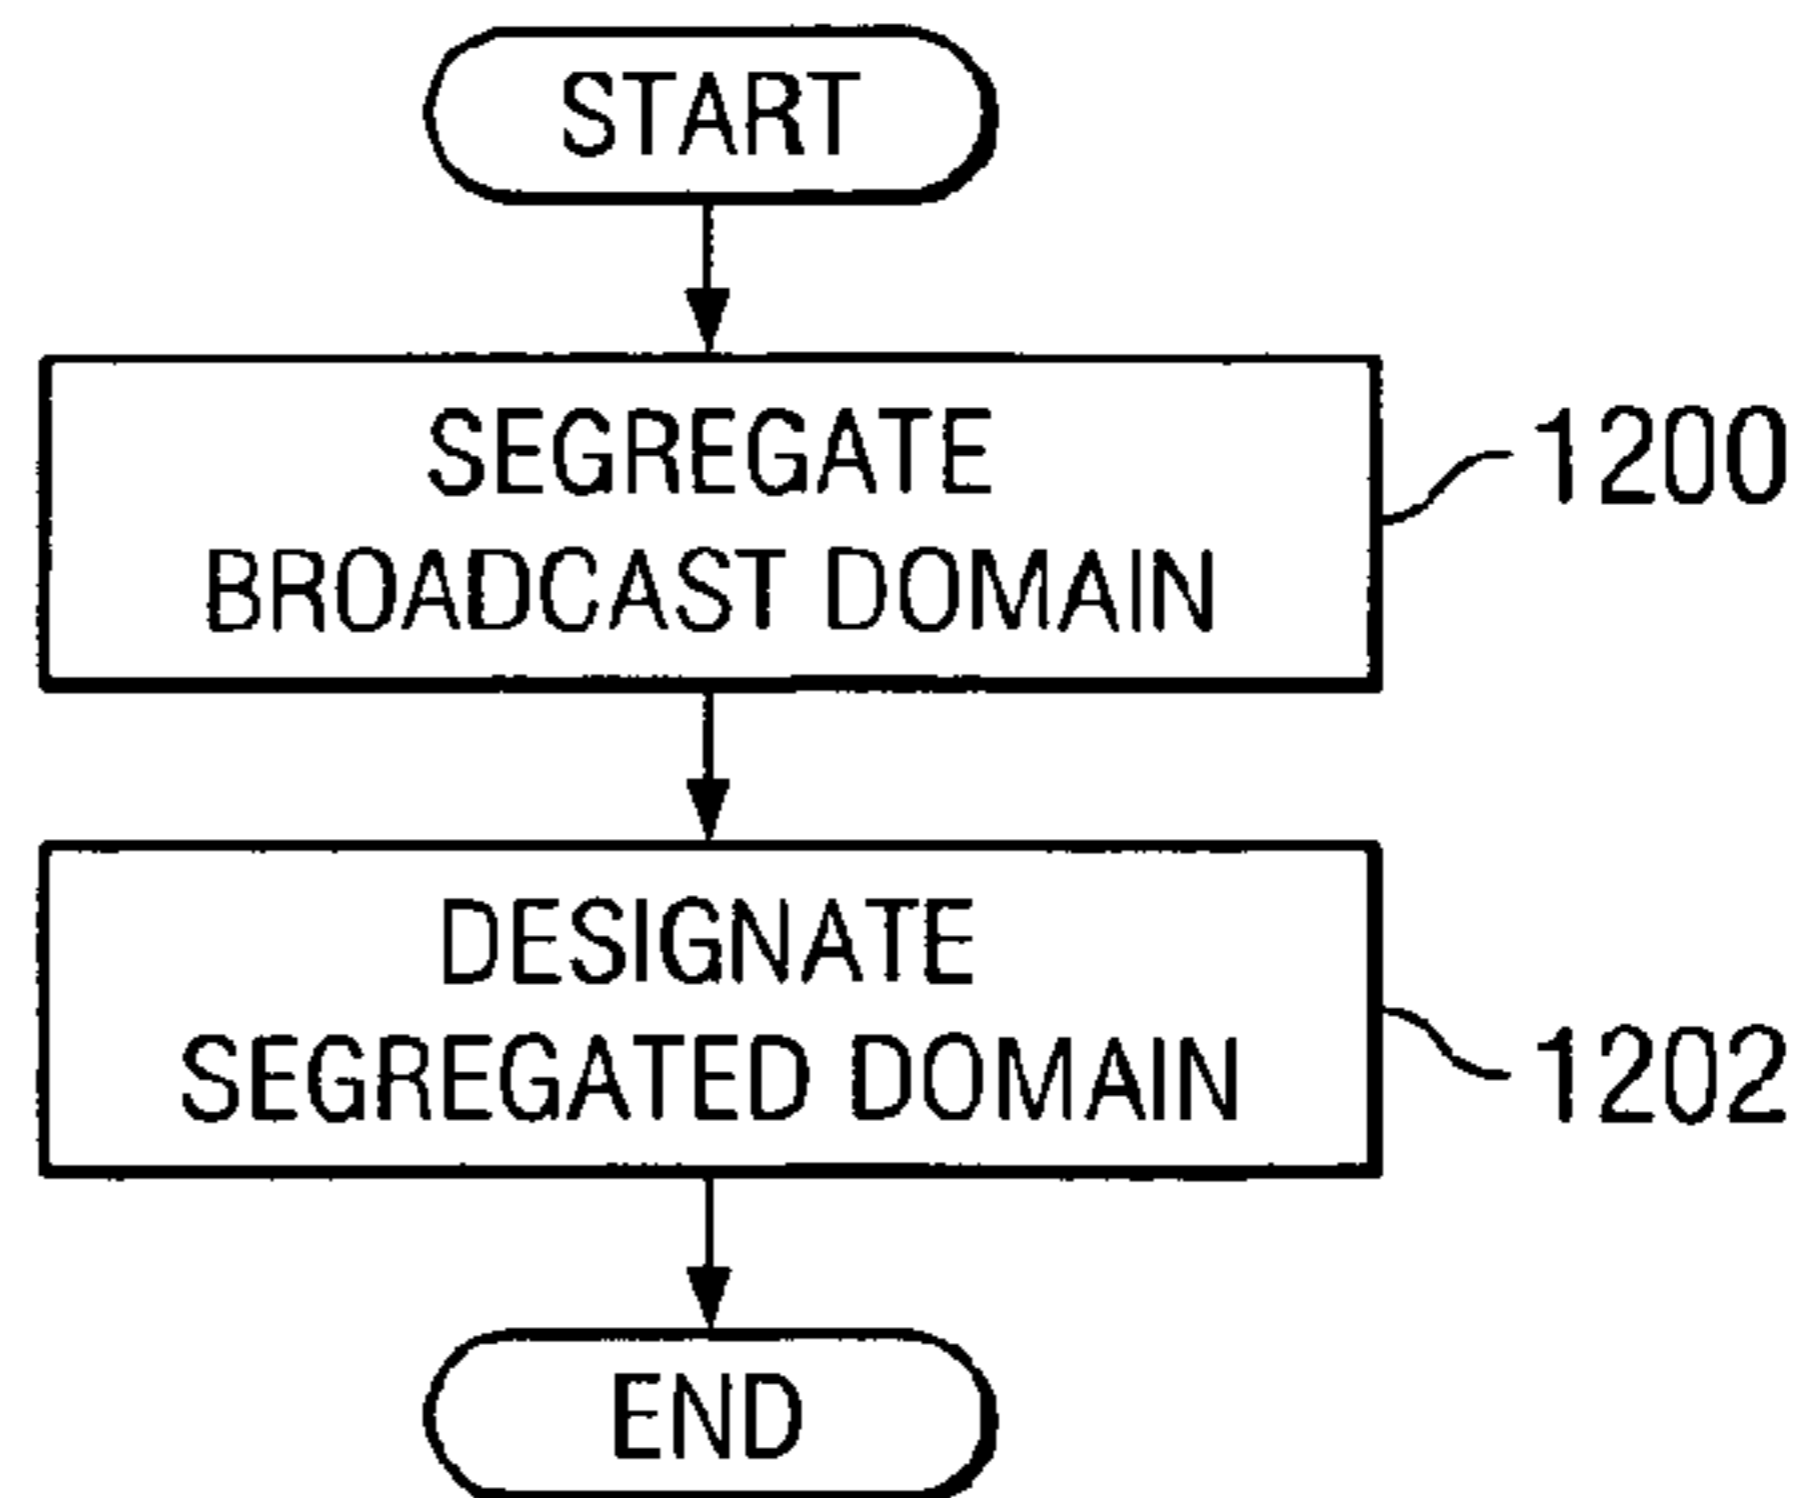 START
SEGREGATE
BROADCAST DOMAIN
1200
DESIGNATE
SEGREGATED DOMAIN
1202
END